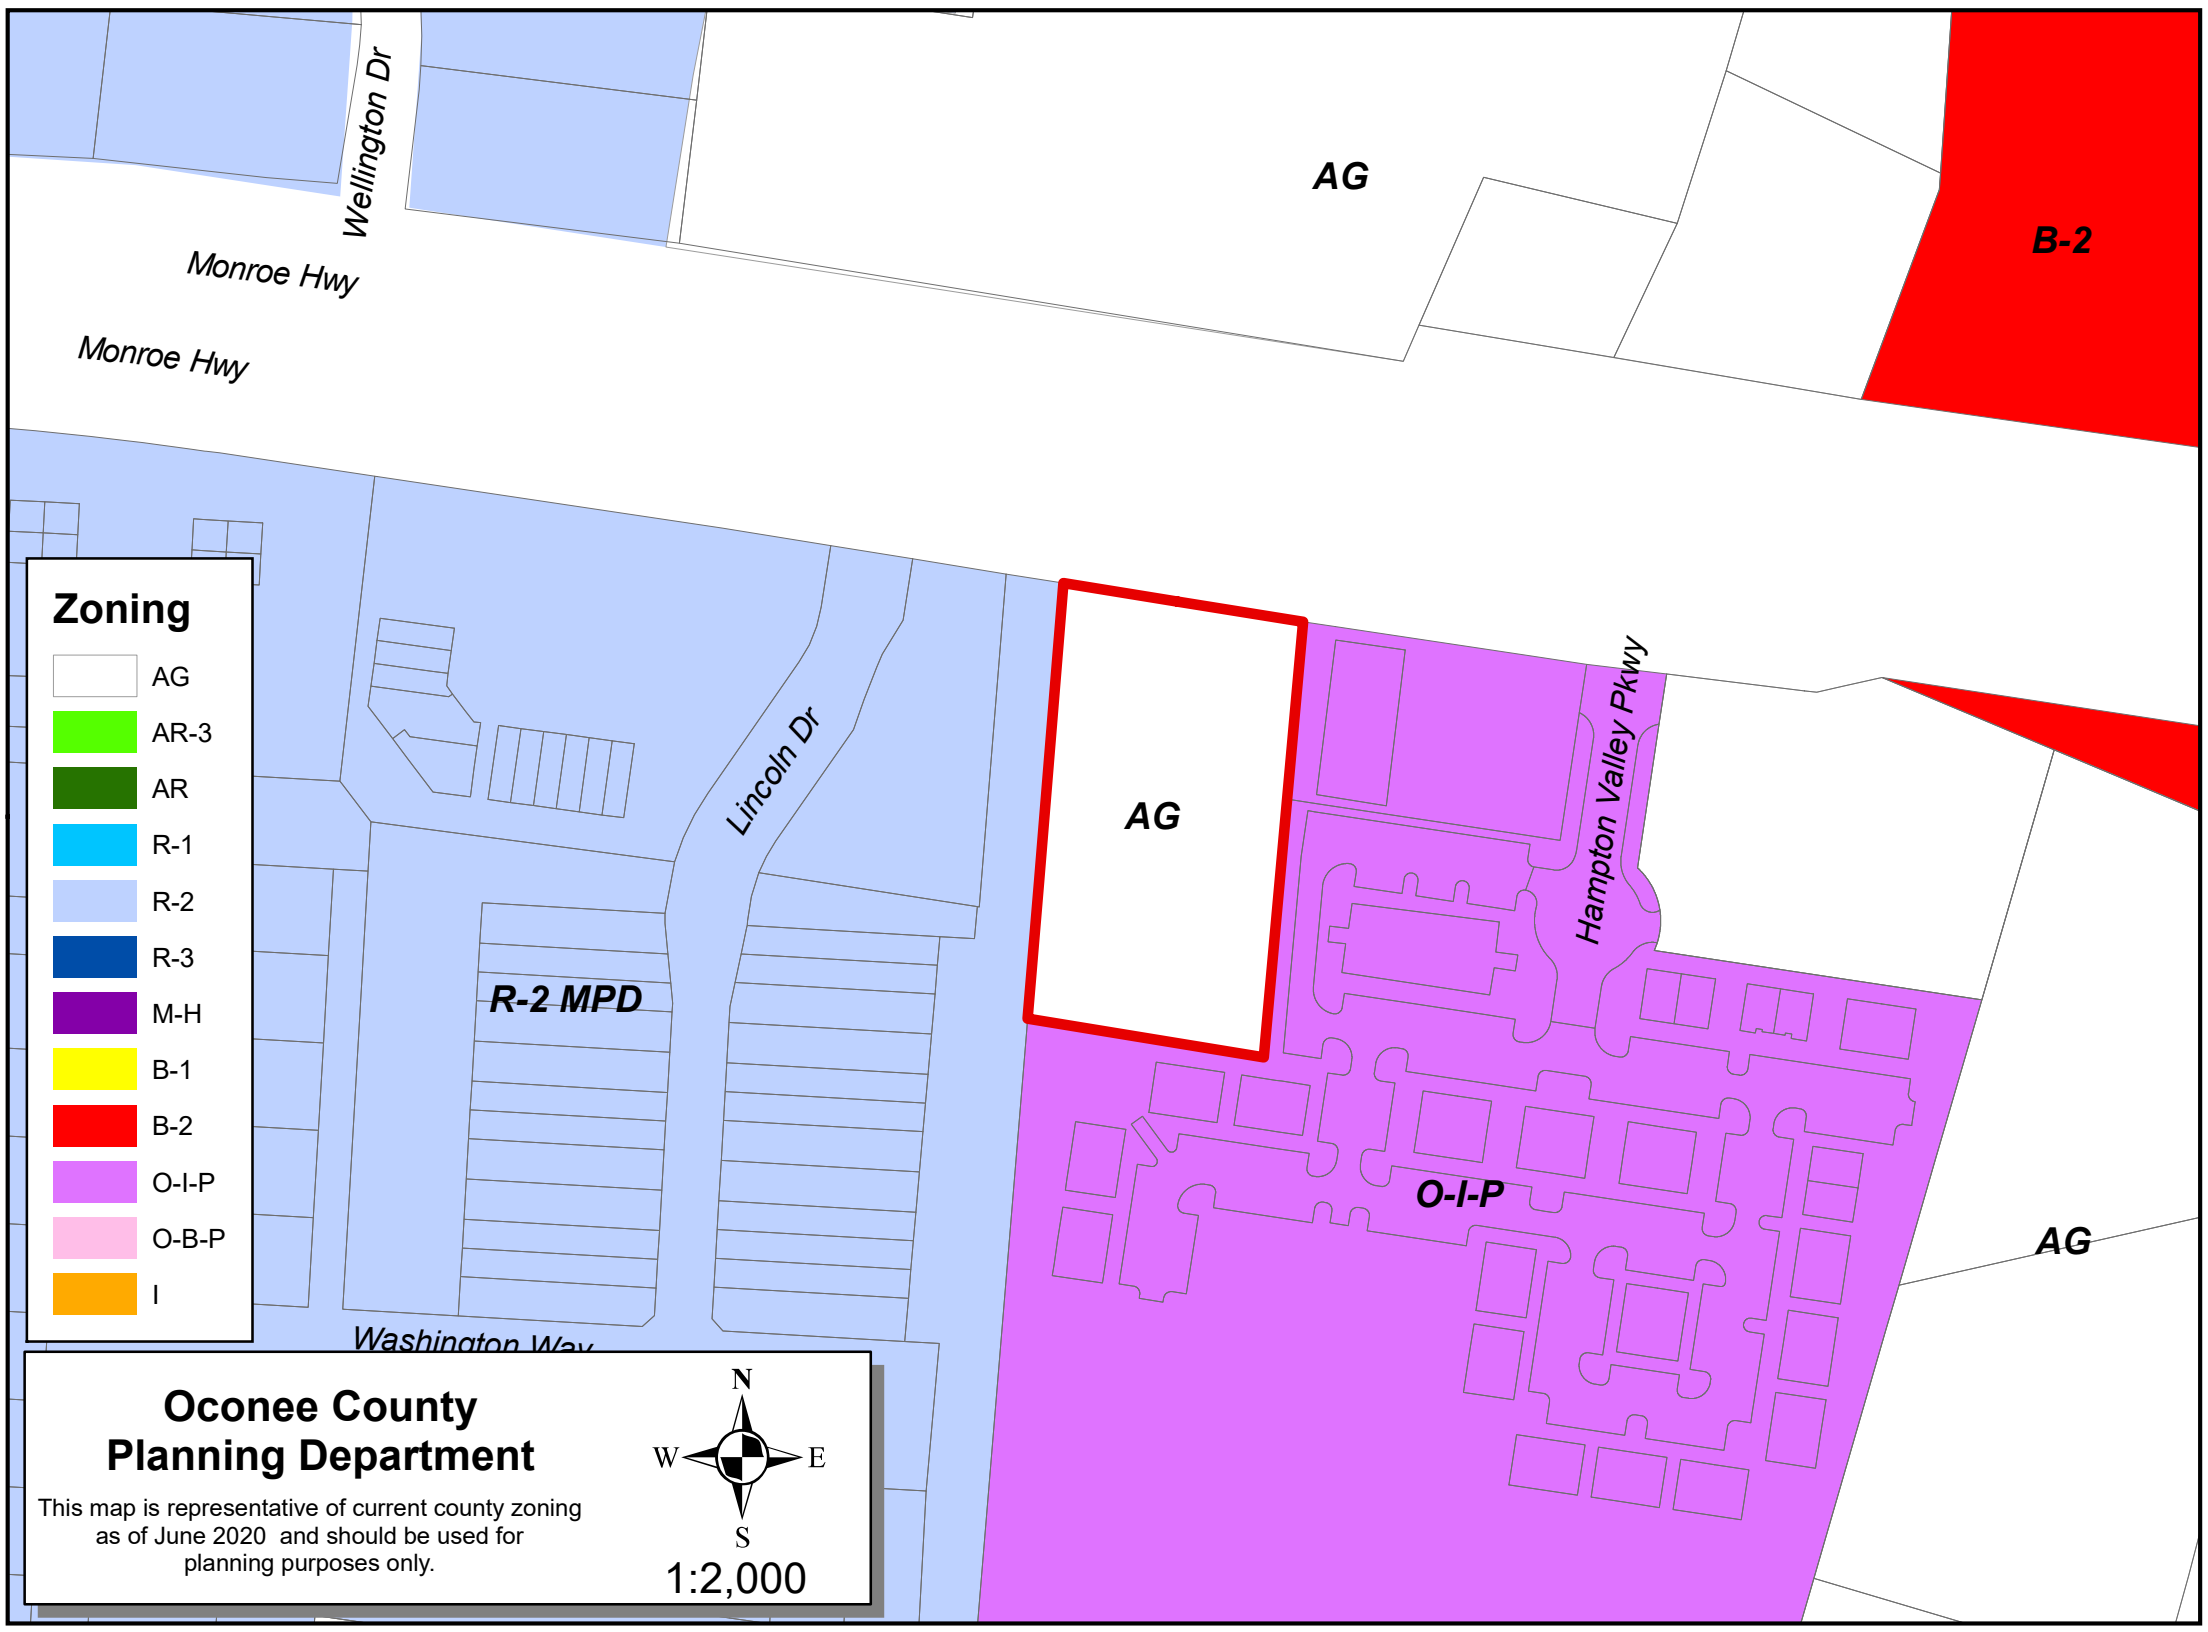 Wellington Dr
AG
B-2
Monroe Hwy
Monroe Hwy
Zoning
AG
AR-3
AR
R-1
R-2
R-3
M-H
B-1
B-2
O-I-P
O-B-P
I
Lincoln Dr
AG
Hampton Valley Pkwy
R-2 MPD
O-I-P
AG
Washington Way
Oconee County
Planning Department
This map is representative of current county zoning
as of June 2020 and should be used for
planning purposes only.
N
W
E
S
1:2,000